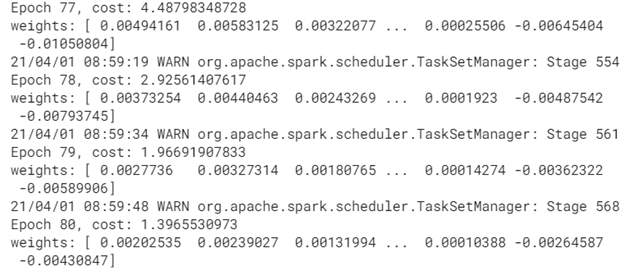 Epoch 77, cost: 4.48798348728
weights: [ 0.00494161 0.00583125 0.00322077 ... 0.00025506 -0.00645404
-0.01050804]
21/04/01 08:59:19 WARN org.apache.spark.scheduler.TaskSetManager: Stage 554
Epoch 78, cost: 2.92561407617
weights: [ 0.00373254 0.00440463 0.00243269 ... 0.0001923 -0.00487542
-0.00793745]
21/04/01 08:59:34 WARN org.apache.spark.scheduler.TaskSetManager: Stage 561
Epoch 79, cost: 1.96691907833
weights: [ 0.0027736 0.00327314 0.00180765 ... 0.00014274 -0.00362322
-0.00589906]
21/04/01 08:59:48 WARN org.apache.spark.scheduler.TaskSetManager: Stage 568
Epoch 80, cost: 1.3965530973
weights: [ 0.00202535 0.00239027 0.00131994 ... 0.00010388 -0.00264587
-0.00430847]